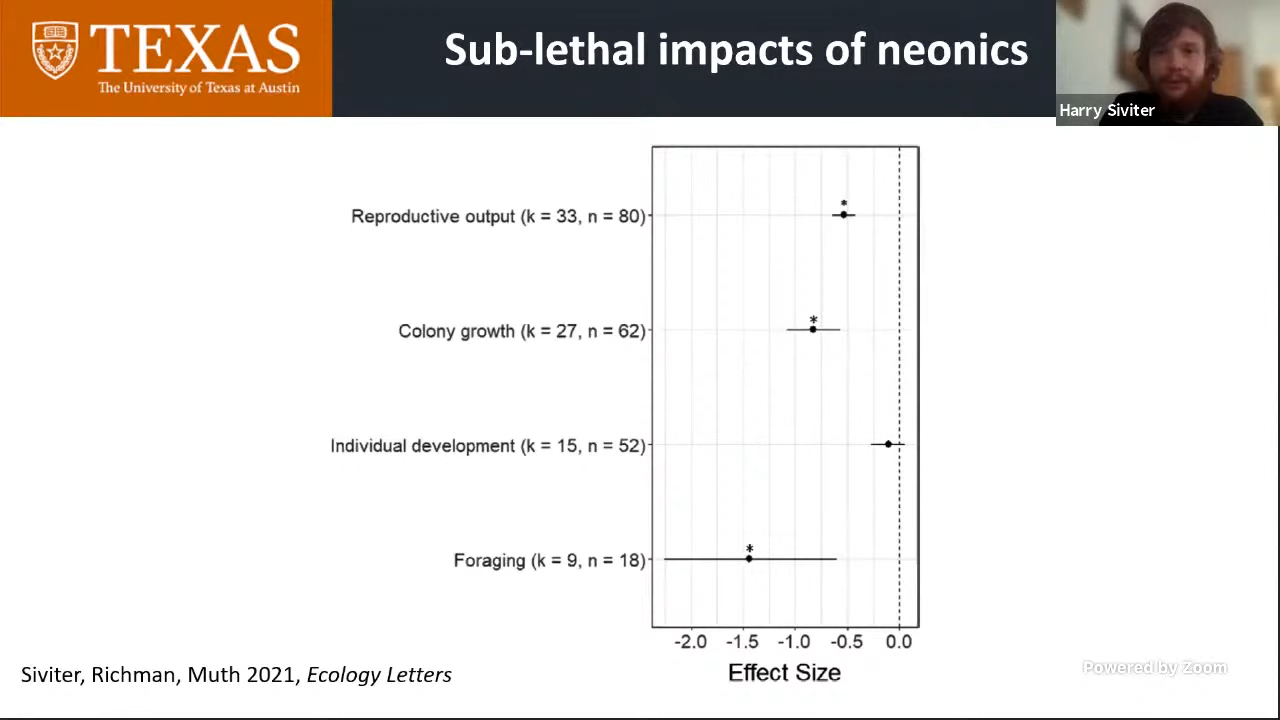 TEXAS
The University of Texas at Austin
Sub-lethal impacts of neonics
Harry Siviter
Reproductive output (k = 33, n = 80)
*
Colony growth (k = 27, n = 62)
*
Individual development (k = 15, n = 52)
Foraging (k = 9, n = 18)
*
-2.0 -1.5 -1.0 -0.5 0.0
Effect Size
Siviter, Richman, Muth 2021, Ecology Letters
Powered by Zoom